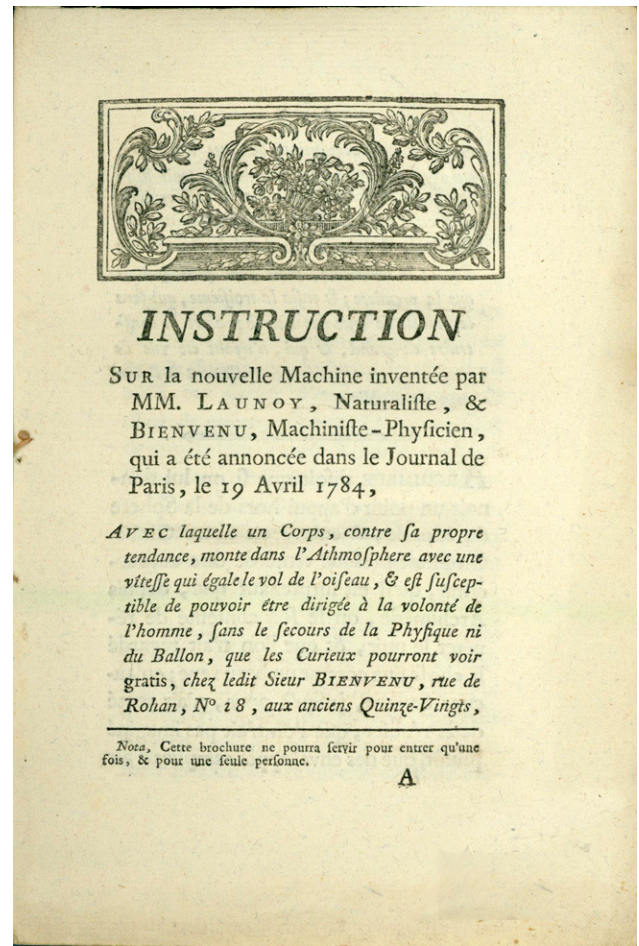 INSTRUCTION
SUR la nouvelle Machine inventée par
MM. LAUNOY, Naturaliſte, &
BIENVENU, Machiniſte-Phyſicien,
qui a été annoncée dans le Journal de
Paris, le 19 Avril 1784,
AVEC laquelle un Corps, contre ſa propre
tendance, monte dans l'Athmoſphere avec une
vîteſſe qui égale le vol de l'oiſeau, & eſt ſuſcep-
tible de pouvoir être dirigée à la volonté de
l'homme, ſans le ſecours de la Phyſique ni
du Ballon, que les Curieux pourront voir
gratis, chez ledit Sieur BIENVENU, rue de
Rohan, Nº 18, aux anciens Quinze-Vingts,
Nota, Cette brochure ne pourra ſervir pour entrer qu'une
fois, & pour une ſeule perſonne.
A